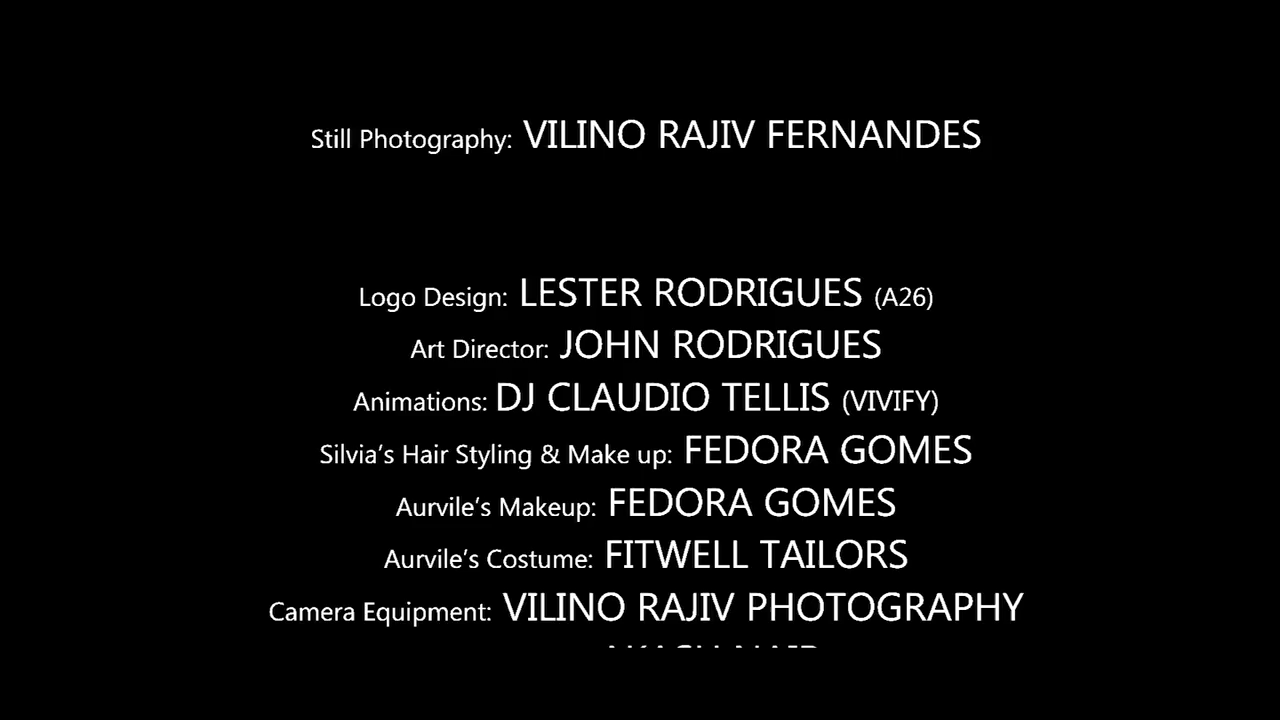 Still Photography: VILINO RAJIV FERNANDES
Logo Design: LESTER RODRIGUES (A26)
Art Director: JOHN RODRIGUES
Animations: DJ CLAUDIO TELLIS (VIVIFY)
Silvia’s Hair Styling & Make up: FEDORA GOMES
Aurvile’s Makeup: FEDORA GOMES
Aurvile’s Costume: FITWELL TAILORS
Camera Equipment: VILINO RAJIV PHOTOGRAPHY